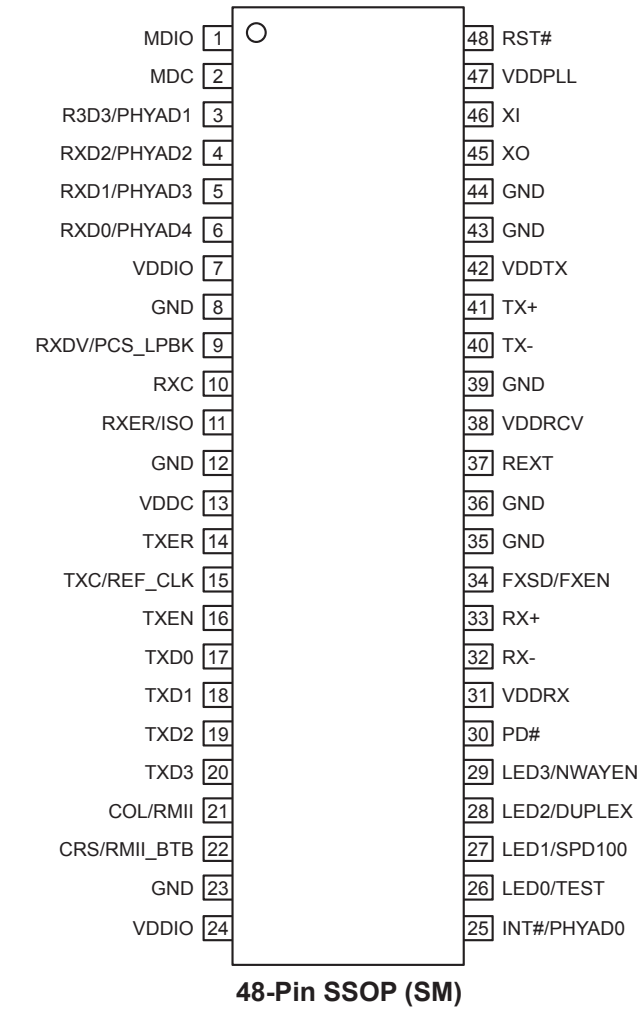 MDIO 1
MDC 2
R3D3/PHYAD1 3
RXD2/PHYAD2 4
RXD1/PHYAD3 5
RXD0/PHYAD4 6
VDDIO 7
GND 8
RXDV/PCS_LPBK 9
RXC 10
RXER/ISO 11
GND 12
VDDC 13
TXER 14
TXC/REF_CLK 15
TXEN 16
TXD0 17
TXD1 18
TXD2 19
TXD3 20
COL/RMII 21
CRS/RMII_BTB 22
GND 23
VDDIO 24
48 RST#
47 VDDPLL
46 XI
45 XO
44 GND
43 GND
42 VDDTX
41 TX+
40 TX-
39 GND
38 VDDRCV
37 REXT
36 GND
35 GND
34 FXSD/FXEN
33 RX+
32 RX-
31 VDDRX
30 PD#
29 LED3/NWAYEN
28 LED2/DUPLEX
27 LED1/SPD100
26 LED0/TEST
25 INT#/PHYAD0
48-Pin SSOP (SM)